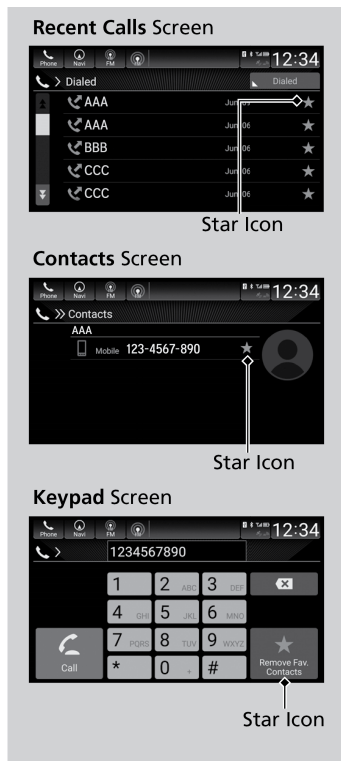 Recent Calls Screen
Phone Navi FM 12:34
Dialed Dialed
AAA Jun
AAA Jun 06
BBB Jun 06
CCC Jun 06
CCC Jun 06
Star Icon
Contacts Screen
Phone Navi FM 12:34
Contacts
AAA
Mobile 123-4567-890
Star Icon
Keypad Screen
Phone Navi FM 12:34
1234567890
1 2 ABC 3 DEF
4 GHI 5 JKL 6 MNO
7 PQRS 8 TUV 9 WXYZ
* 0 + #
Call
Remove Fav.
Contacts
Star Icon